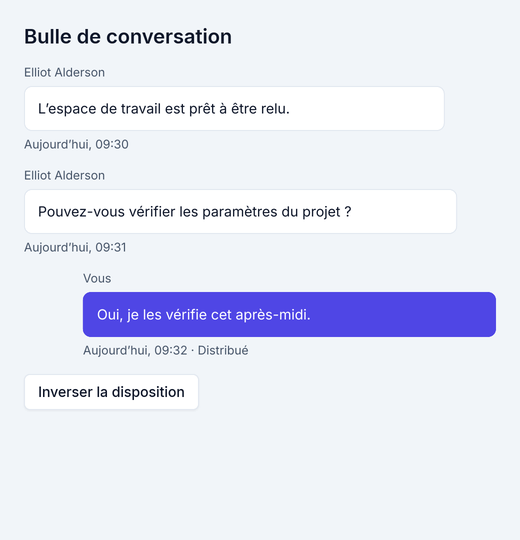 Bulle de conversation
Elliot Alderson
L’espace de travail est prêt à être relu.
Aujourd’hui, 09:30
Elliot Alderson
Pouvez-vous vérifier les paramètres du projet ?
Aujourd’hui, 09:31
Vous
Oui, je les vérifie cet après-midi.
Aujourd’hui, 09:32 · Distribué
Inverser la disposition